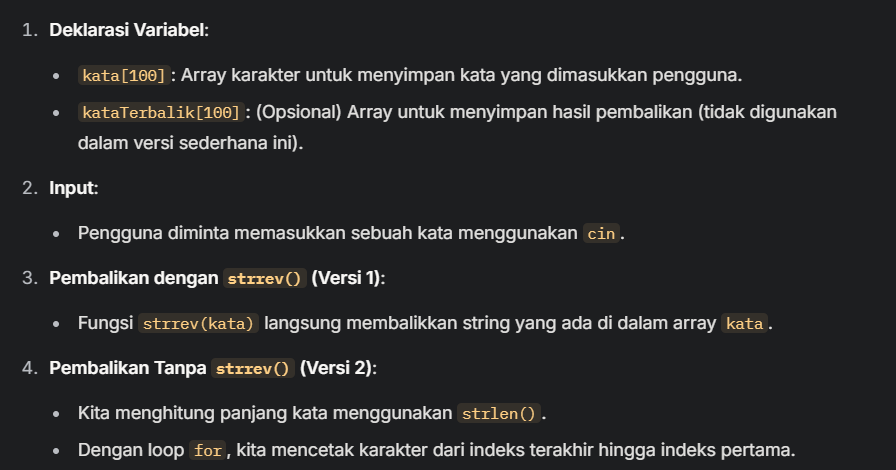 1. Deklarasi Variabel:
• kata[100]: Array karakter untuk menyimpan kata yang dimasukkan pengguna.
• kataTerbalik[100]: (Opsional) Array untuk menyimpan hasil pembalikan (tidak digunakan
dalam versi sederhana ini).
2. Input:
• Pengguna diminta memasukkan sebuah kata menggunakan cin.
3. Pembalikan dengan strrev() (Versi 1):
• Fungsi strrev(kata) langsung membalikkan string yang ada di dalam array kata.
4. Pembalikan Tanpa strrev() (Versi 2):
• Kita menghitung panjang kata menggunakan strlen().
• Dengan loop for, kita mencetak karakter dari indeks terakhir hingga indeks pertama.